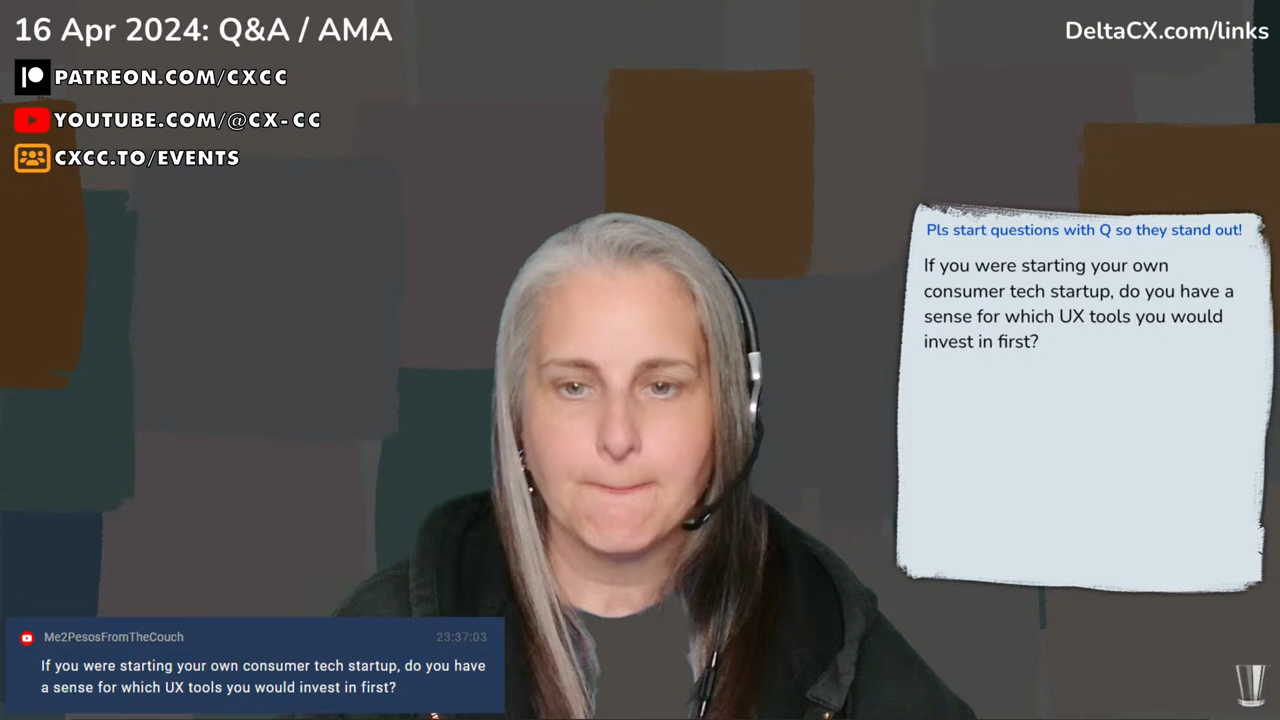 16 Apr 2024: Q&A / AMA
DeltaCX.com/links
PATREON.COM/CXCC
YOUTUBE.COM/@CX-CC
CXCC.TO/EVENTS
Pls start questions with Q so they stand out!
If you were starting your own
consumer tech startup, do you have a
sense for which UX tools you would
invest in first?
Me2PesosFromTheCouch
23:37:03
If you were starting your own consumer tech startup, do you have
a sense for which UX tools you would invest in first?